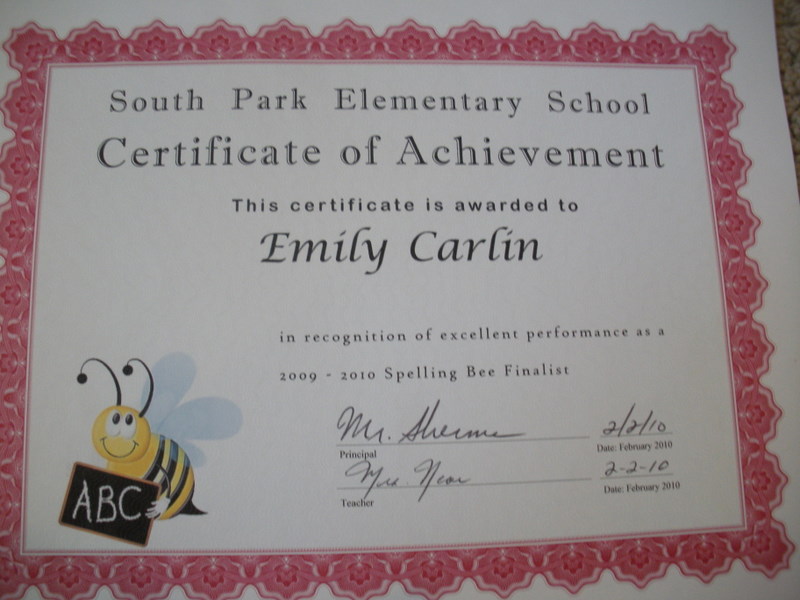 South Park Elementary School
Certificate of Achievement
This certificate is awarded to
Emily Carlin
in recognition of excellent performance as a
2009 - 2010 Spelling Bee Finalist
Mr. 2/2/10
Principal Date: February 2010
Mrs. 2-2-10
Teacher Date: February 2010
ABC